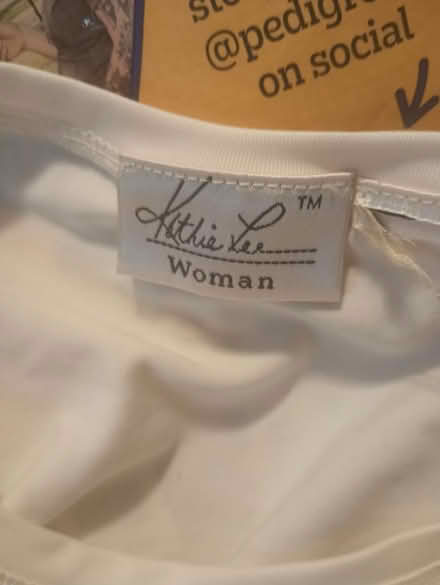 @pedigr
on social
Kathie Lee ™
Woman